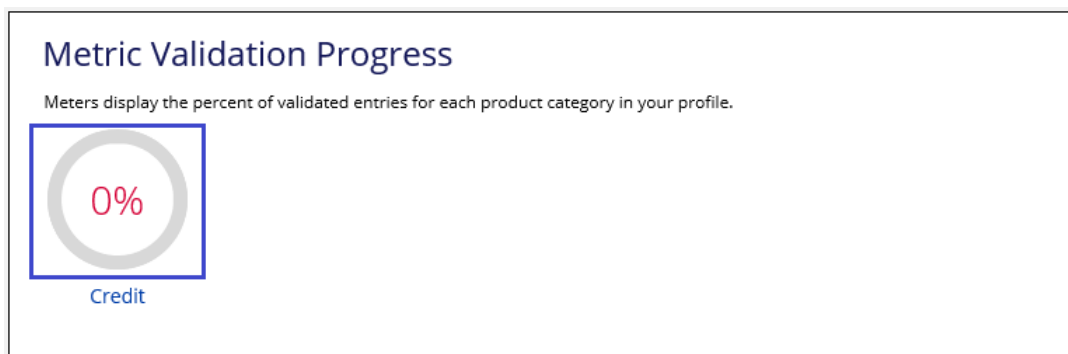 Metric Validation Progress
Meters display the percent of validated entries for each product category in your profile.
0%
Credit